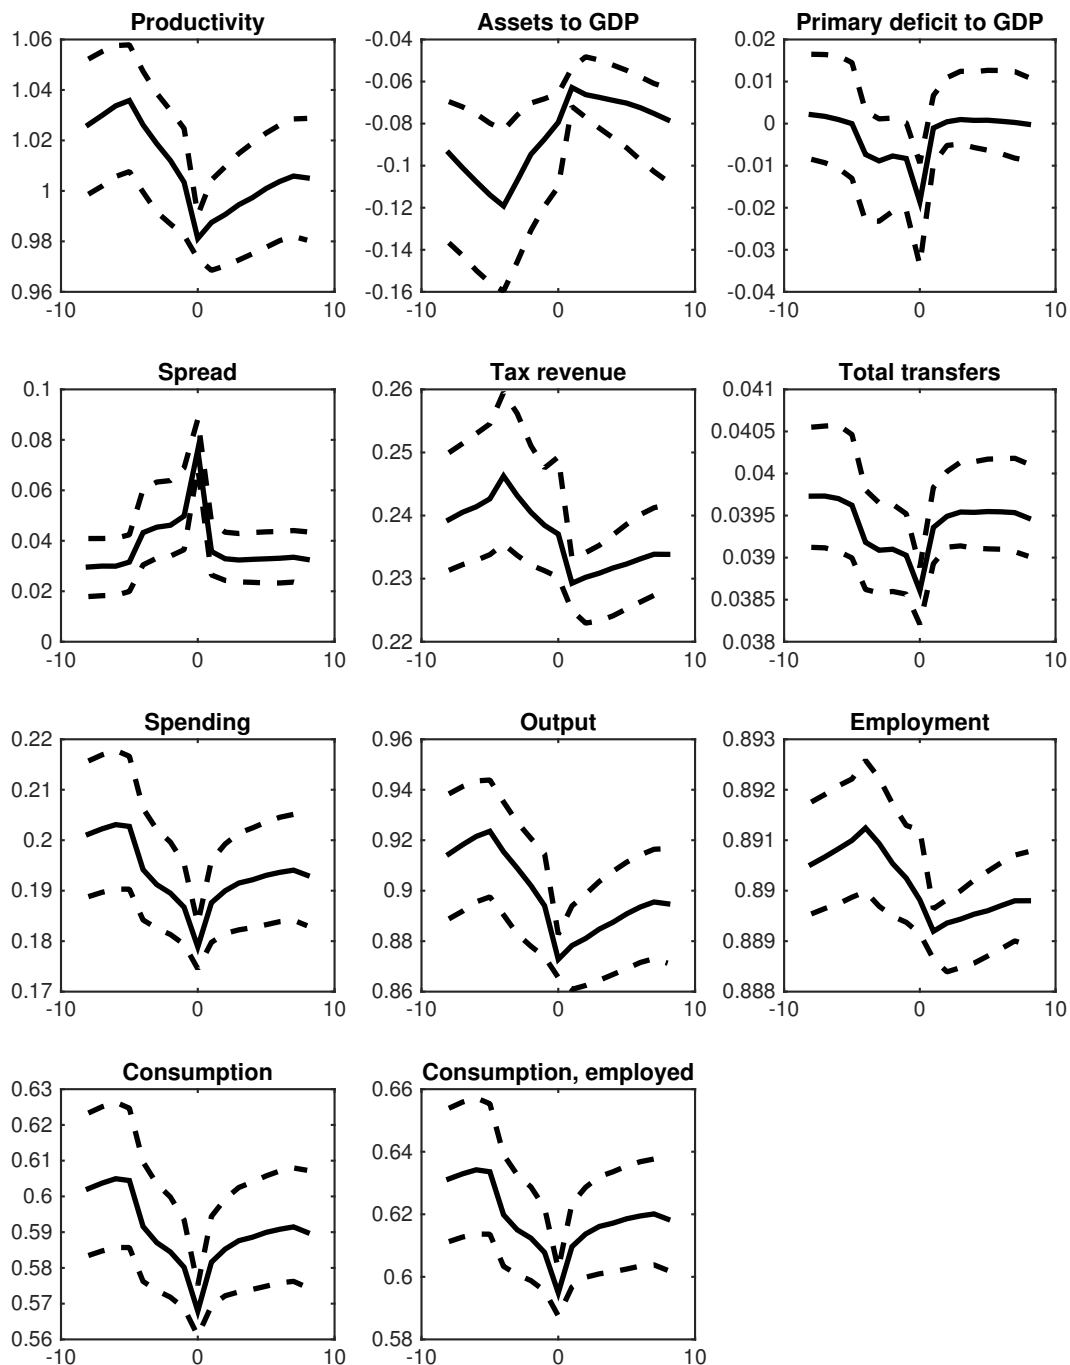 Productivity Assets to GDP Primary deficit to GDP
1.06 -0.04 0.02
1.04 -0.06 0.01
1.02 -0.08 0
1 -0.1 -0.01
0.98 -0.12 -0.02
-0.14 -0.03
0.96 -0.16 -0.04
-10 0 10 -10 0 10 -10 0 10
Spread Tax revenue Total transfers
0.1 0.26 0.041
0.08 0.25 0.0405
0.06 0.24 0.04
0.04 0.23 0.0395
0.02 0.039
0.0385
0 0.22 0.038
-10 0 10 -10 0 10 -10 0 10
Spending Output Employment
0.22 0.96 0.893
0.21 0.94 0.892
0.2 0.92 0.891
0.19 0.9 0.89
0.18 0.88 0.889
0.17 0.86 0.888
-10 0 10 -10 0 10 -10 0 10
Consumption Consumption, employed
0.63 0.66
0.62 0.64
0.61 0.62
0.6 0.6
0.59
0.58
0.57
0.56 0.58
-10 0 10 -10 0 10